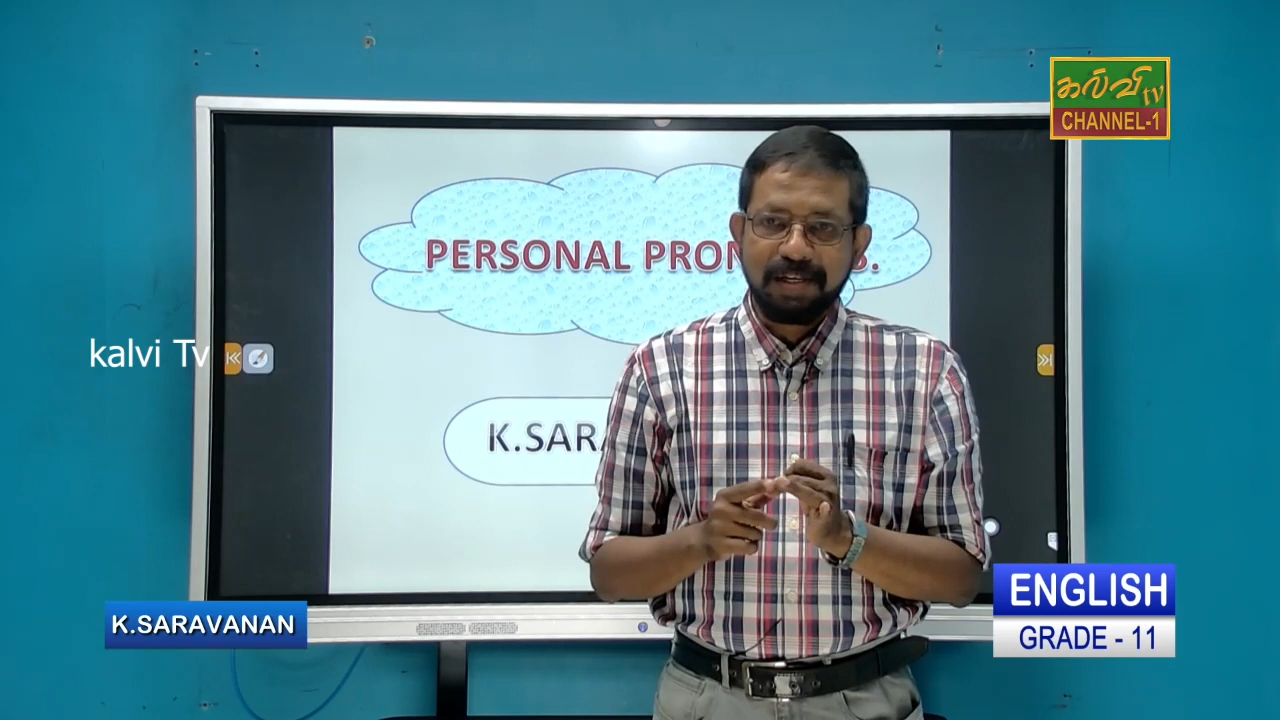 கல்வி tv
CHANNEL-1
PERSONAL PRON
S.
kalvi Tv
K.SARA
K.SARAVANAN
ENGLISH
GRADE - 11